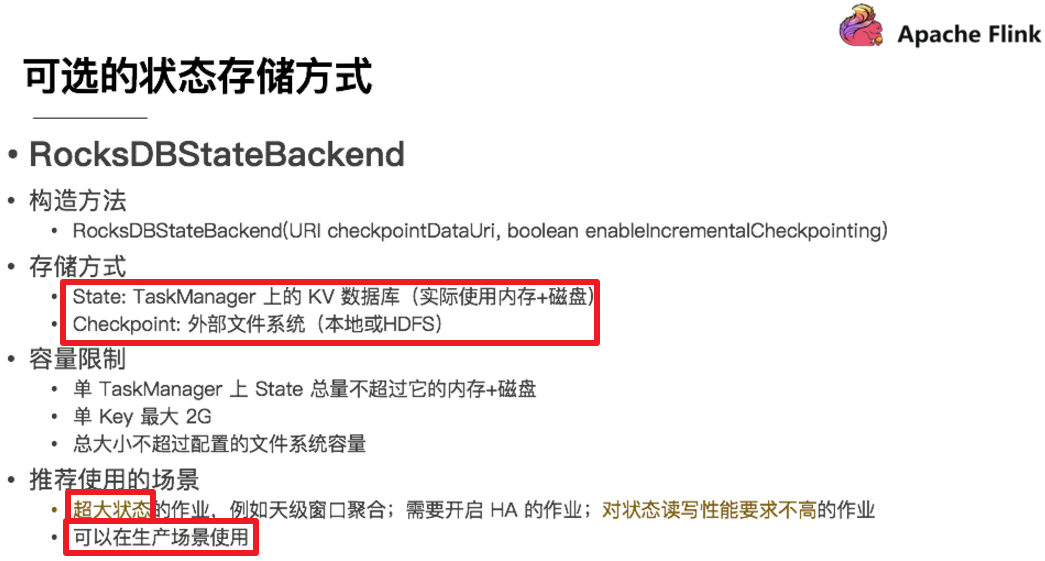 Apache Flink
可选的状态存储方式
• RocksDBStateBackend
• 构造方法
• RocksDBStateBackend(URI checkpointDataUri, boolean enableIncrementalCheckpointing)
• 存储方式
• State: TaskManager 上的 KV 数据库（实际使用内存+磁盘）
• Checkpoint: 外部文件系统（本地或HDFS）
• 容量限制
• 单 TaskManager 上 State 总量不超过它的内存+磁盘
• 单 Key 最大 2G
• 总大小不超过配置的文件系统容量
• 推荐使用的场景
• 超大状态的作业，例如天级窗口聚合；需要开启 HA 的作业；对状态读写性能要求不高的作业
• 可以在生产场景使用